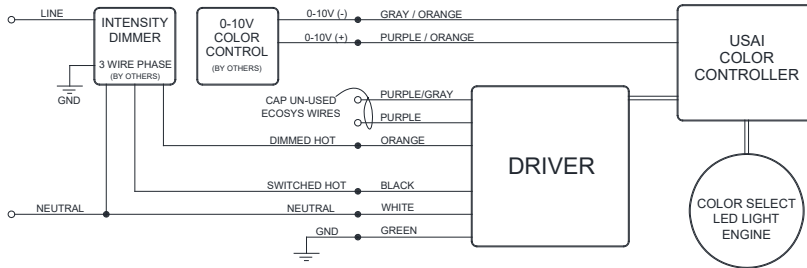 LINE
INTENSITY
DIMMER
3 WIRE PHASE
(BY OTHERS)
GND
0-10V
COLOR
CONTROL
(BY OTHERS)
0-10V (-)
GRAY / ORANGE
0-10V (+)
PURPLE / ORANGE
USAI
COLOR
CONTROLLER
CAP UN-USED
ECOSYS WIRES
PURPLE/GRAY
PURPLE
DIMMED HOT
ORANGE
DRIVER
SWITCHED HOT
BLACK
NEUTRAL
NEUTRAL
WHITE
GND
GREEN
COLOR SELECT
LED LIGHT
ENGINE